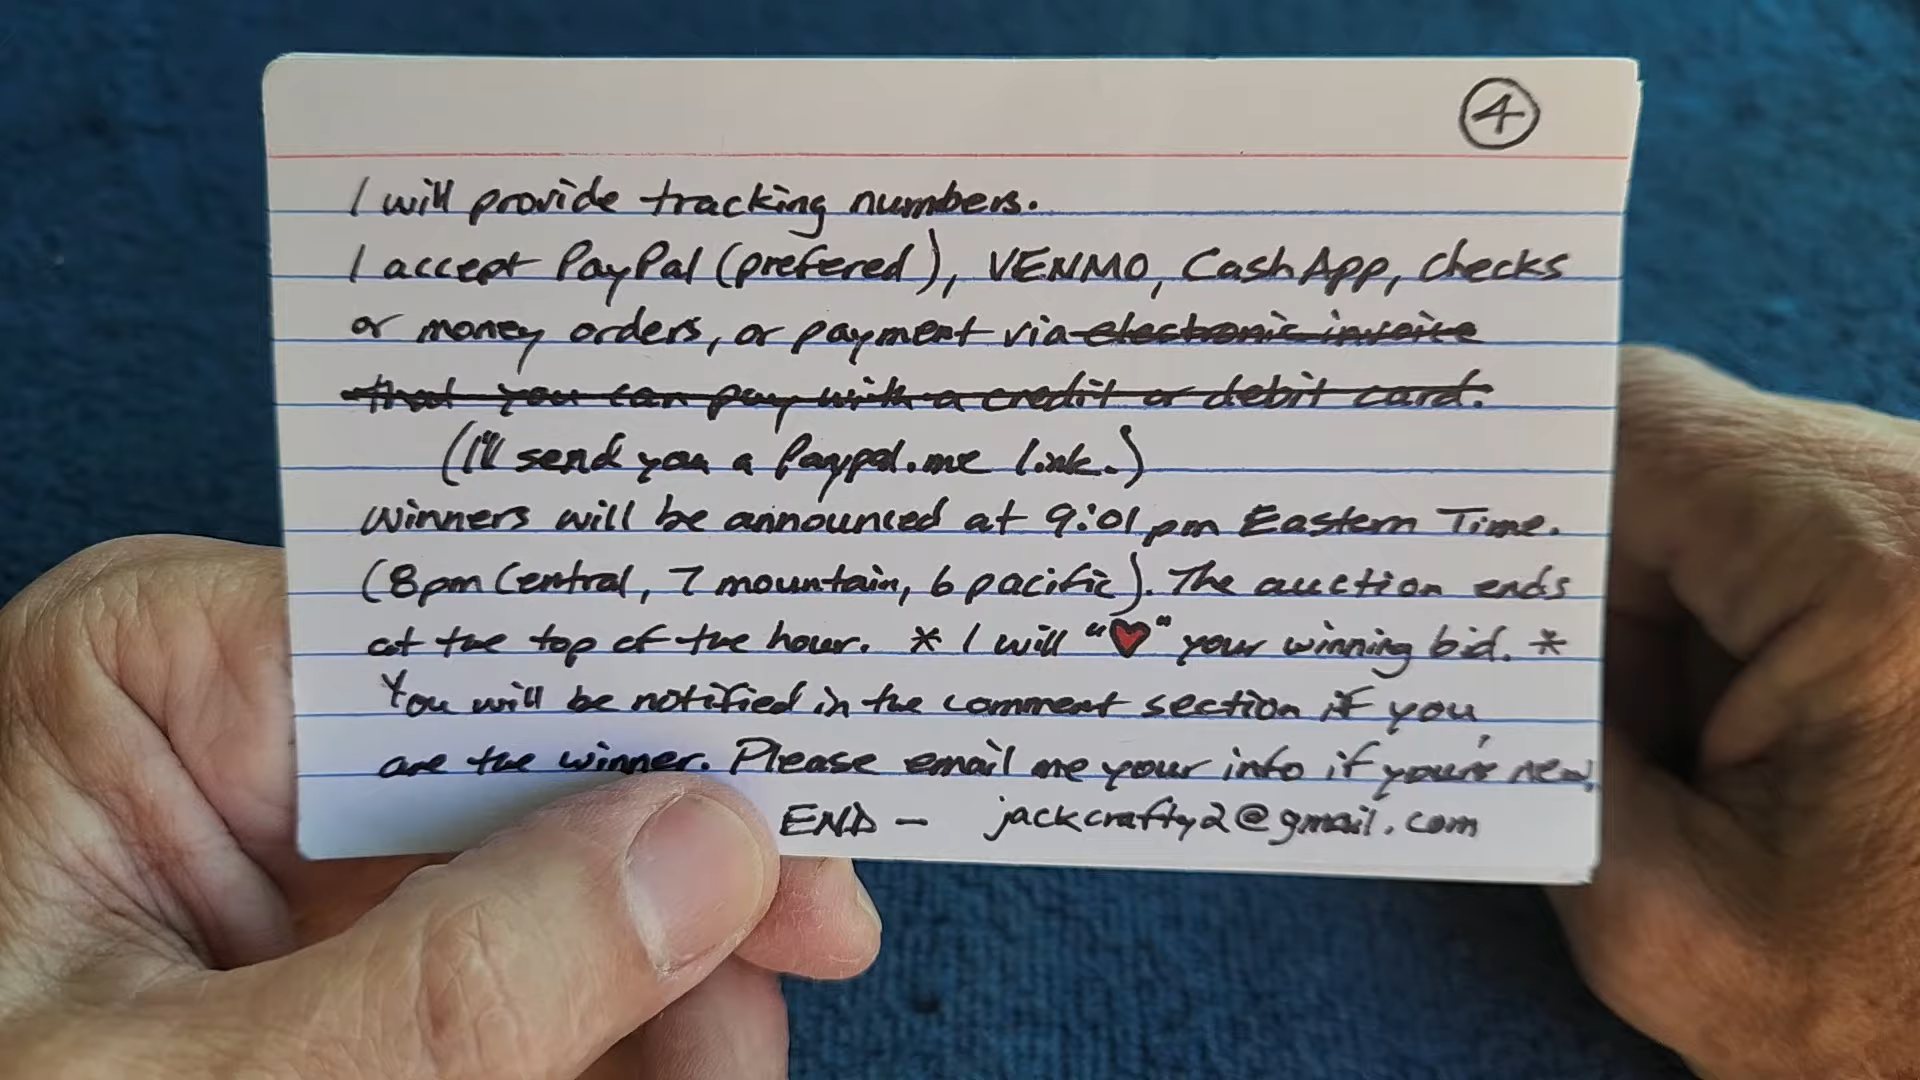 4
I will provide tracking numbers.
I accept PayPal (prefered), VENMO, CashApp, checks
or money orders, or payment via electronic invoice
that you can pay with a credit or debit card.
(I'll send you a Paypal.me link.)
Winners will be announced at 9:01 pm Eastern Time.
(8pm Central, 7 mountain, 6 pacific). The auction ends
at the top of the hour. * I will "♥" your winning bid. *
You will be notified in the comment section if you
are the winner. Please email me your info if you're new.
END - jackcrafty2@gmail.com